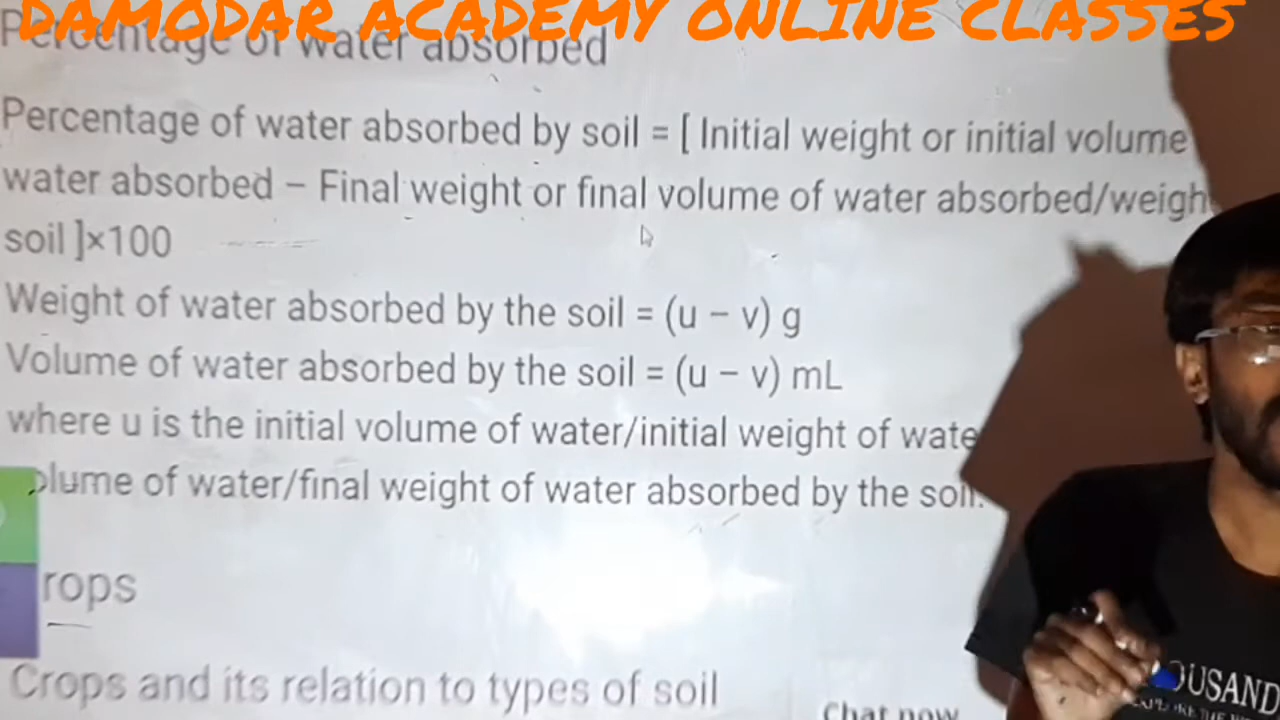 DAMODAR ACADEMY ONLINE CLASSES
Percentage of water absorbed
Percentage of water absorbed by soil = [ Initial weight or initial volume
water absorbed – Final weight or final volume of water absorbed/weigh
soil ]×100
Weight of water absorbed by the soil = (u – v) g
Volume of water absorbed by the soil = (u – v) mL
where u is the initial volume of water/initial weight of wate
olume of water/final weight of water absorbed by the soil.
rops
Crops and its relation to types of soil
Chat now
OUSAND